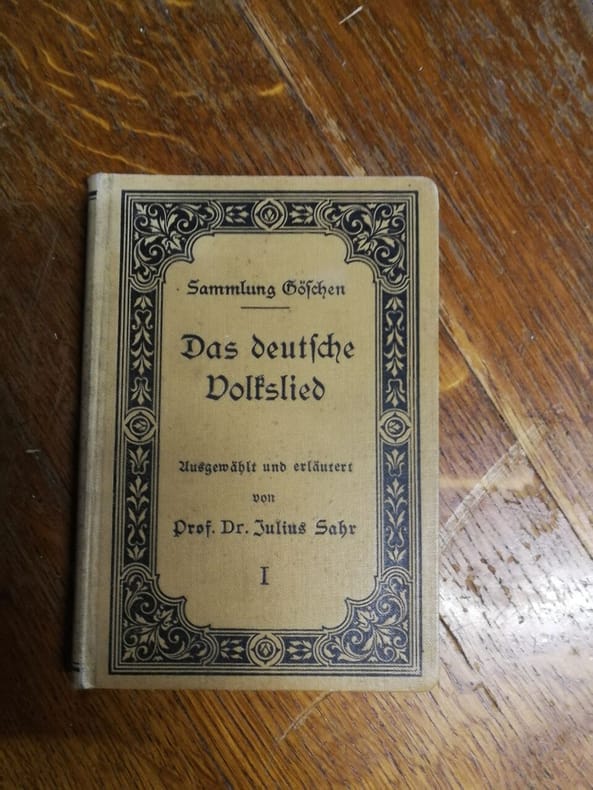 Sammlung Göschen
Das deutsche
Volkslied
Ausgewählt und erläutert
von
Prof. Dr. Julius Sahr
I